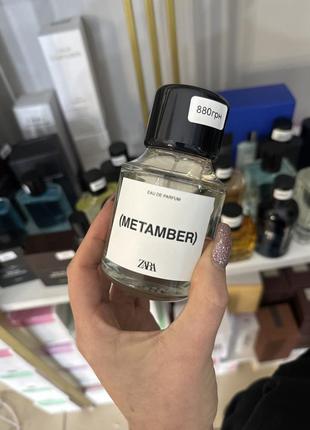 880грн
EAU DE PARFUM
(METAMBER)
ZARA